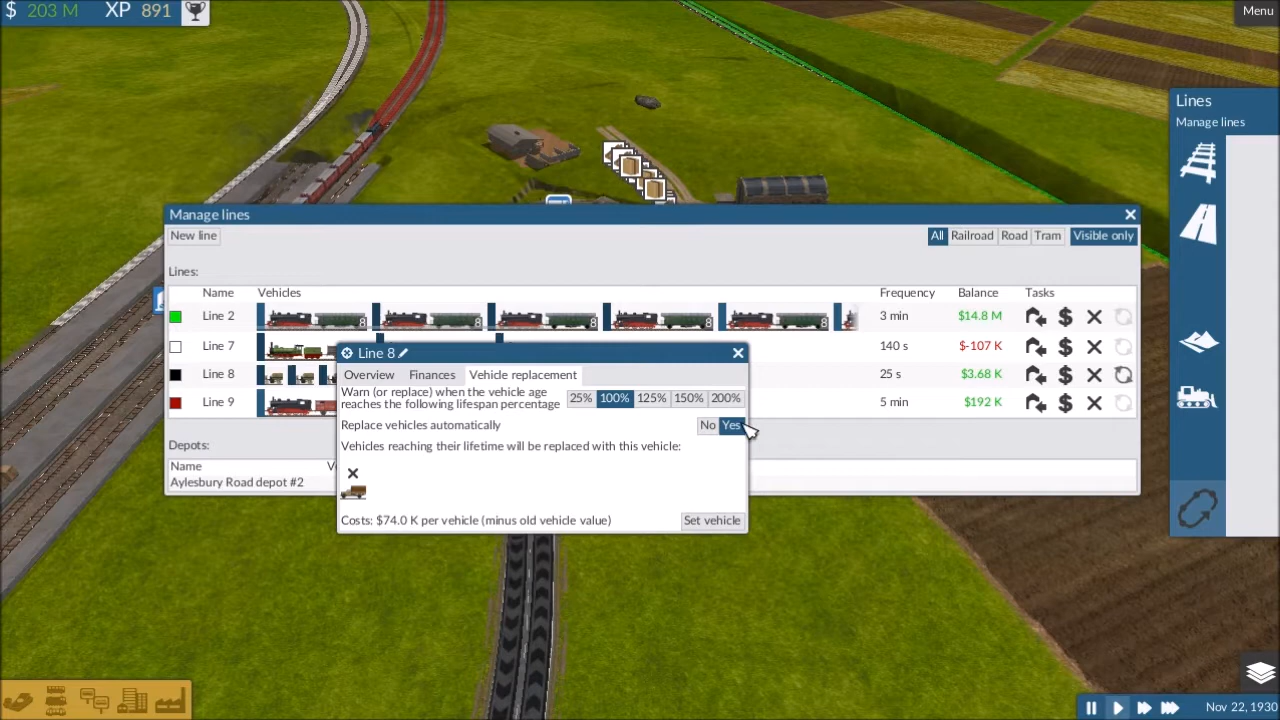 $ 203 M XP 891
Menu
Lines
Manage lines
Manage lines
New line
All Railroad Road Tram Visible only
Lines:
Name Vehicles Frequency Balance Tasks
Line 2 8 8 8 8 8 3 min $14.8 M $
Line 7 140 s $-107 K $
Line 8 25 s $3.68 K $
Line 9 5 min $192 K $
Depots:
Name
Aylesbury Road depot #2
Line 8
Overview Finances Vehicle replacement
Warn (or replace) when the vehicle age
reaches the following lifespan percentage
25% 100% 125% 150% 200%
Replace vehicles automatically No Yes
Vehicles reaching their lifetime will be replaced with this vehicle:
Costs: $74.0 K per vehicle (minus old vehicle value) Set vehicle
Nov 22, 1930